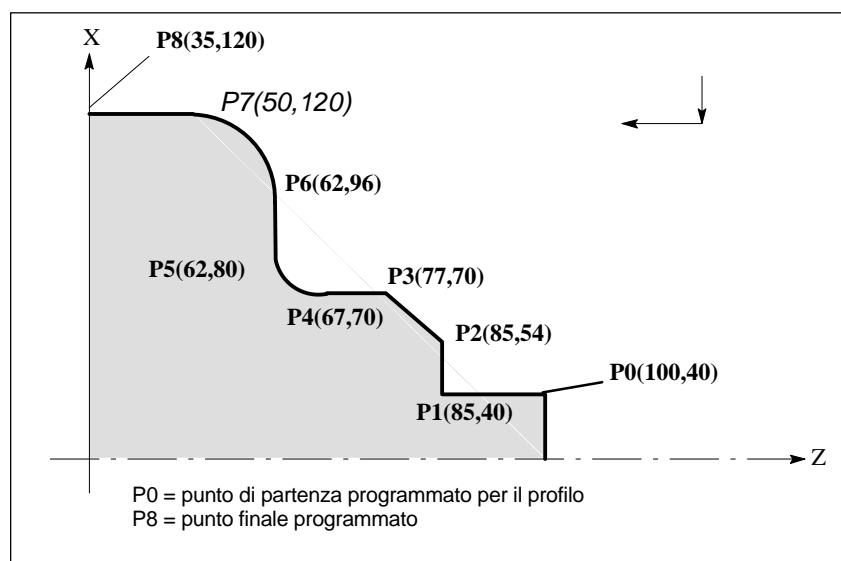 P8(35,120)
X
P7(50,120)
P6(62,96)
P5(62,80)
P3(77,70)
P4(67,70)
P2(85,54)
P0(100,40)
P1(85,40)
Z
P0 = punto di partenza programmato per il profilo
P8 = punto finale programmato